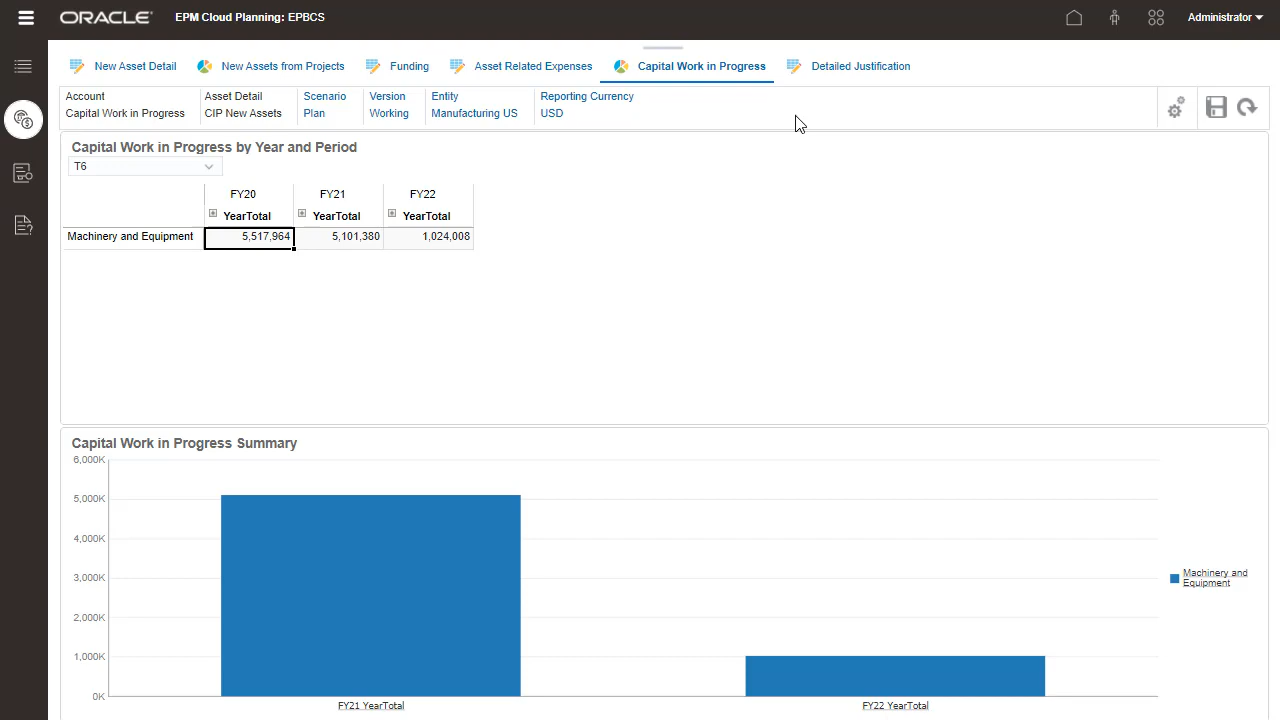 ORACLE EPM Cloud Planning: EPBCS Administrator
New Asset Detail New Assets from Projects Funding Asset Related Expenses Capital Work in Progress Detailed Justification
Account Asset Detail Scenario Version Entity Reporting Currency
Capital Work in Progress CIP New Assets Plan Working Manufacturing US USD
Capital Work in Progress by Year and Period
T6
FY20 FY21 FY22
YearTotal YearTotal YearTotal
Machinery and Equipment 5,517,964 5,101,380 1,024,008
Capital Work in Progress Summary
6,000K
5,000K
4,000K
3,000K
2,000K
1,000K
0K
FY21 YearTotal FY22 YearTotal
Machinery and
Equipment